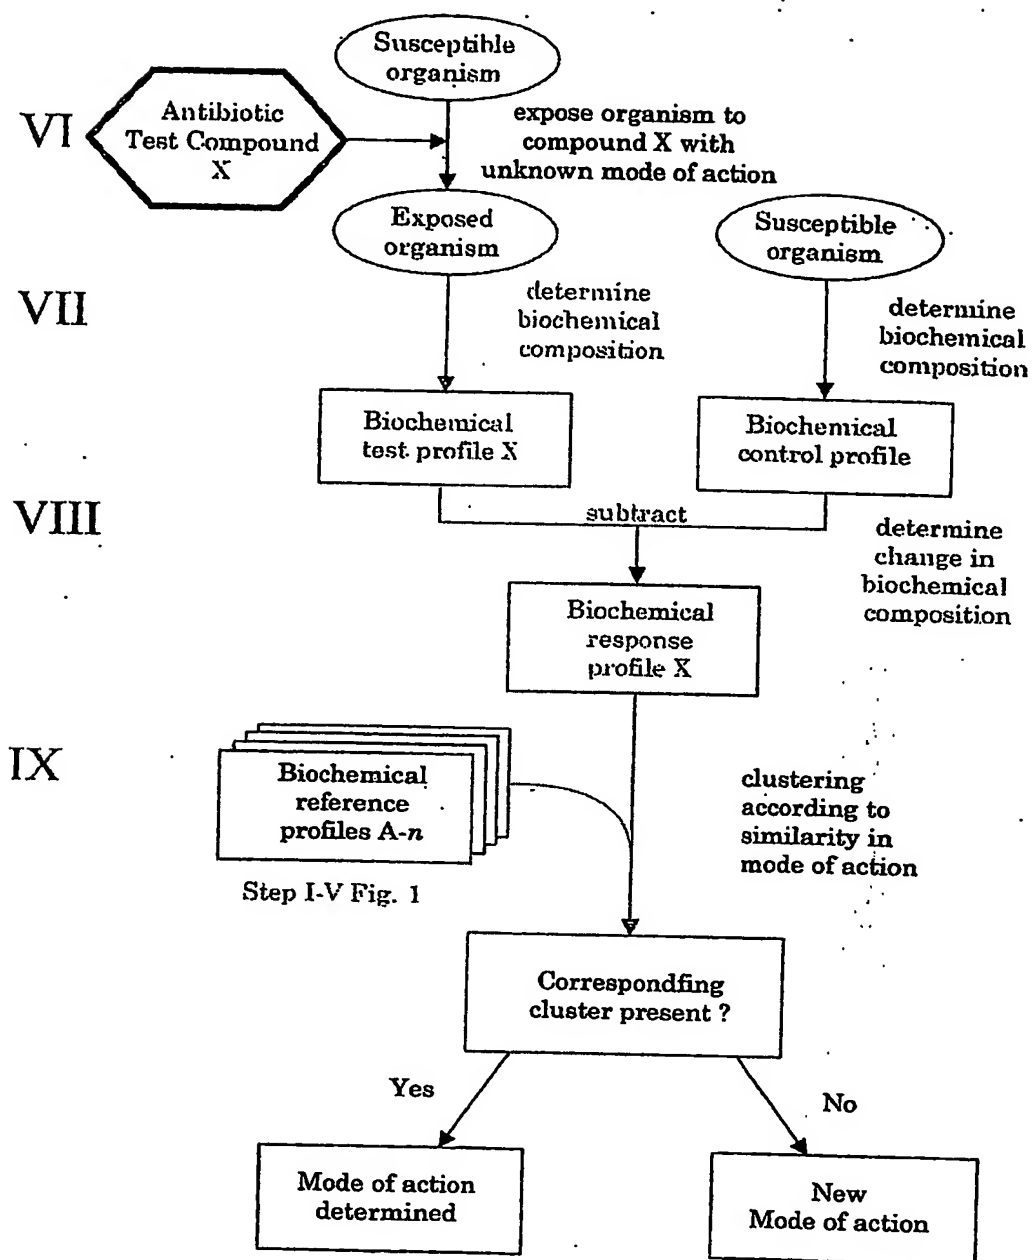 Susceptible
organism
VI
Antibiotic
Test Compound
X
expose organism to
compound X with
unknown mode of action
Exposed
organism
Susceptible
organism
VII
determine
biochemical
composition
determine
biochemical
composition
Biochemical
test profile X
Biochemical
control profile
VIII
subtract
determine
change in
biochemical
composition
Biochemical
response
profile X
IX
Biochemical
reference
profiles A-n
clustering
according to
similarity in
mode of action
Step I-V Fig. 1
Correspondfing
cluster present ?
Yes
No
Mode of action
determined
New
Mode of action